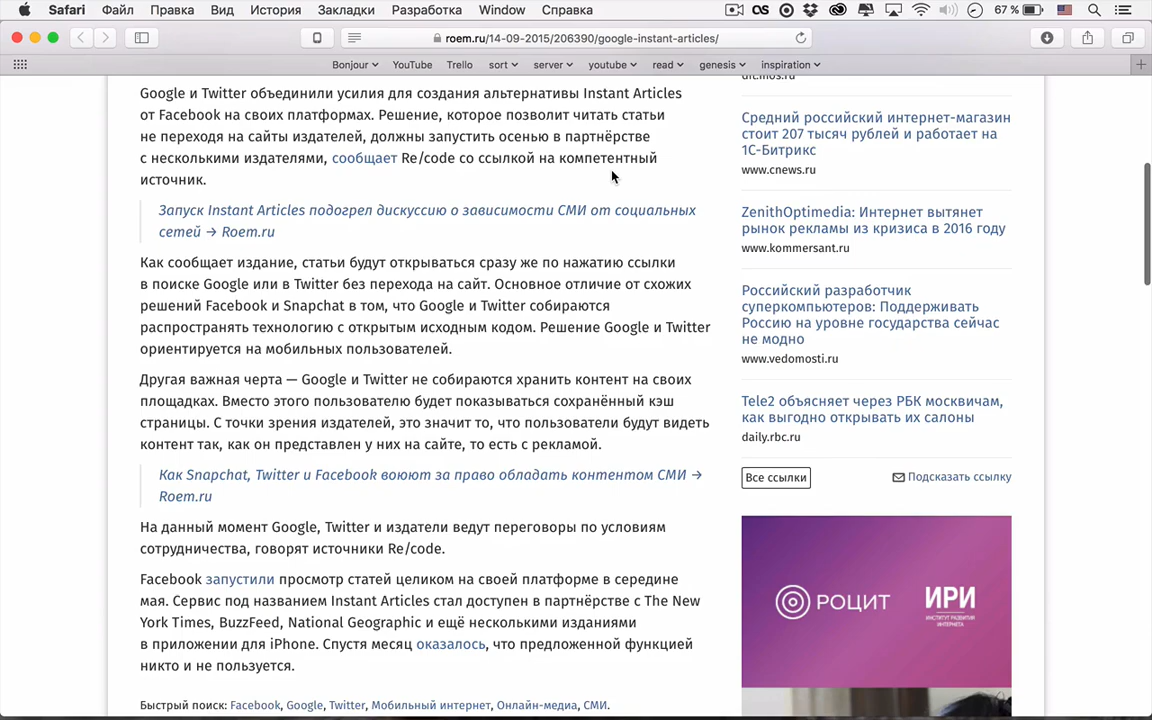 Safari Файл Правка Вид История Закладки Разработка Window Справка 67 %
roem.ru/14-09-2015/206390/google-instant-articles/
Bonjour YouTube Trello sort server youtube read genesis inspiration
Google и Twitter объединили усилия для создания альтернативы Instant Articles
от Facebook на своих платформах. Решение, которое позволит читать статьи
не переходя на сайты издателей, должны запустить осенью в партнёрстве
с несколькими издателями, сообщает Re/code со ссылкой на компетентный
источник.
Запуск Instant Articles подогрел дискуссию о зависимости СМИ от социальных
сетей → Roem.ru
Как сообщает издание, статьи будут открываться сразу же по нажатию ссылки
в поиске Google или в Twitter без перехода на сайт. Основное отличие от схожих
решений Facebook и Snapchat в том, что Google и Twitter собираются
распространять технологию с открытым исходным кодом. Решение Google и Twitter
ориентируется на мобильных пользователей.
Другая важная черта — Google и Twitter не собираются хранить контент на своих
площадках. Вместо этого пользователю будет показываться сохранённый кэш
страницы. С точки зрения издателей, это значит то, что пользователи будут видеть
контент так, как он представлен у них на сайте, то есть с рекламой.
Как Snapchat, Twitter и Facebook воюют за право обладать контентом СМИ →
Roem.ru
На данный момент Google, Twitter и издатели ведут переговоры по условиям
сотрудничества, говорят источники Re/code.
Facebook запустили просмотр статей целиком на своей платформе в середине
мая. Сервис под названием Instant Articles стал доступен в партнёрстве с The New
York Times, BuzzFeed, National Geographic и ещё несколькими изданиями
в приложении для iPhone. Спустя месяц оказалось, что предложенной функцией
никто и не пользуется.
Быстрый поиск: Facebook, Google, Twitter, Мобильный интернет, Онлайн-медиа, СМИ.
Средний российский интернет-магазин
стоит 207 тысяч рублей и работает на
1С-Битрикс
www.cnews.ru
ZenithOptimedia: Интернет вытянет
рынок рекламы из кризиса в 2016 году
www.kommersant.ru
Российский разработчик
суперкомпьютеров: Поддерживать
Россию на уровне государства сейчас
не модно
www.vedomosti.ru
Tele2 объясняет через РБК москвичам,
как выгодно открывать их салоны
daily.rbc.ru
Все ссылки Подсказать ссылку
РОЦИТ ИРИ
ИНСТИТУТ РАЗВИТИЯ
ИНТЕРНЕТА